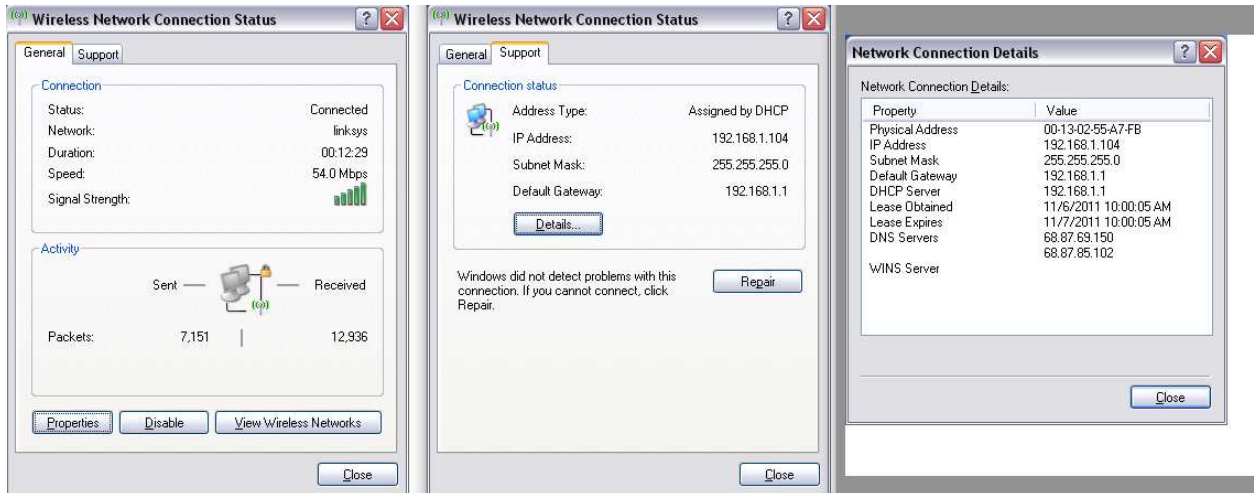 Wireless Network Connection Status
General Support
Connection
Status: Connected
Network: linksys
Duration: 00:12:29
Speed: 54.0 Mbps
Signal Strength:
Activity
Sent Received
Packets: 7,151 12,936
Properties Disable View Wireless Networks
Close
Wireless Network Connection Status
General Support
Connection status
Address Type: Assigned by DHCP
IP Address: 192.168.1.104
Subnet Mask: 255.255.255.0
Default Gateway: 192.168.1.1
Details...
Windows did not detect problems with this
connection. If you cannot connect, click
Repair.
Repair
Close
Network Connection Details
Network Connection Details:
Property Value
Physical Address 00-13-02-55-A7-FB
IP Address 192.168.1.104
Subnet Mask 255.255.255.0
Default Gateway 192.168.1.1
DHCP Server 192.168.1.1
Lease Obtained 11/6/2011 10:00:05 AM
Lease Expires 11/7/2011 10:00:05 AM
DNS Servers 68.87.69.150
68.87.85.102
WINS Server
Close